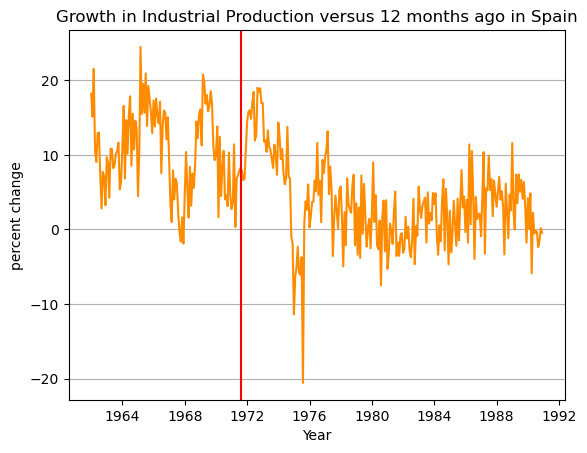 Growth in Industrial Production versus 12 months ago in Spain
percent change
20
10
0
−10
−20
1964 1968 1972 1976 1980 1984 1988 1992
Year